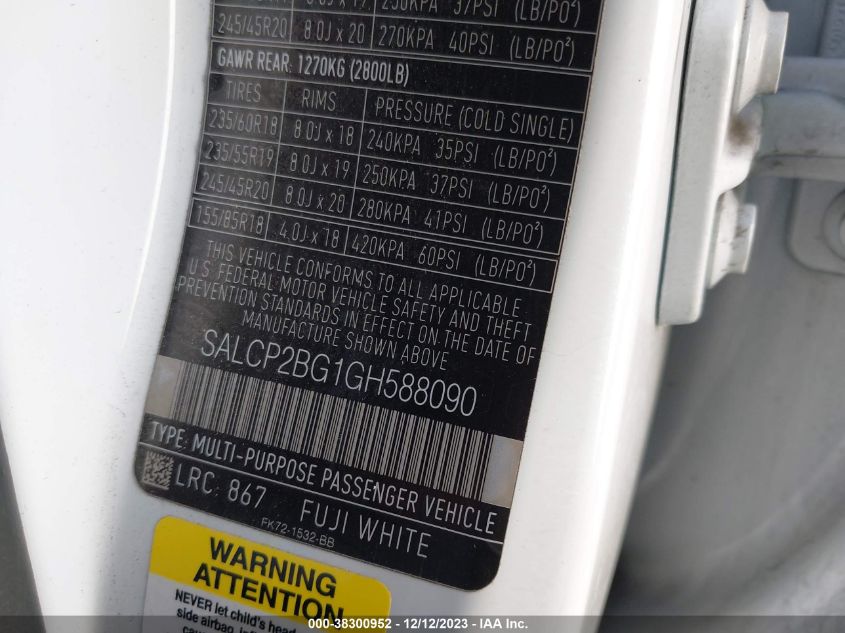 250KPA 37PSI (LB/PO²)
245/45R20 8.0J x 20 270KPA 40PSI (LB/PO²)
GAWR REAR: 1270KG (2800LB)
TIRES RIMS PRESSURE (COLD SINGLE)
235/60R18 8.0J x 18 240KPA 35PSI (LB/PO²)
235/55R19 8.0J x 19 250KPA 37PSI (LB/PO²)
245/45R20 8.0J x 20 280KPA 41PSI (LB/PO²)
155/85R18 4.0J x 18 420KPA 60PSI (LB/PO²)
THIS VEHICLE CONFORMS TO ALL APPLICABLE
U.S. FEDERAL MOTOR VEHICLE SAFETY AND THEFT
PREVENTION STANDARDS IN EFFECT ON THE DATE OF
MANUFACTURE SHOWN ABOVE
SALCP2BG1GH588090
TYPE: MULTI-PURPOSE PASSENGER VEHICLE
LRC: 867 FUJI WHITE
FK72-1532-BB
WARNING
ATTENTION
NEVER let child's head
side airbag
000-38300952 - 12/12/2023 - IAA Inc.